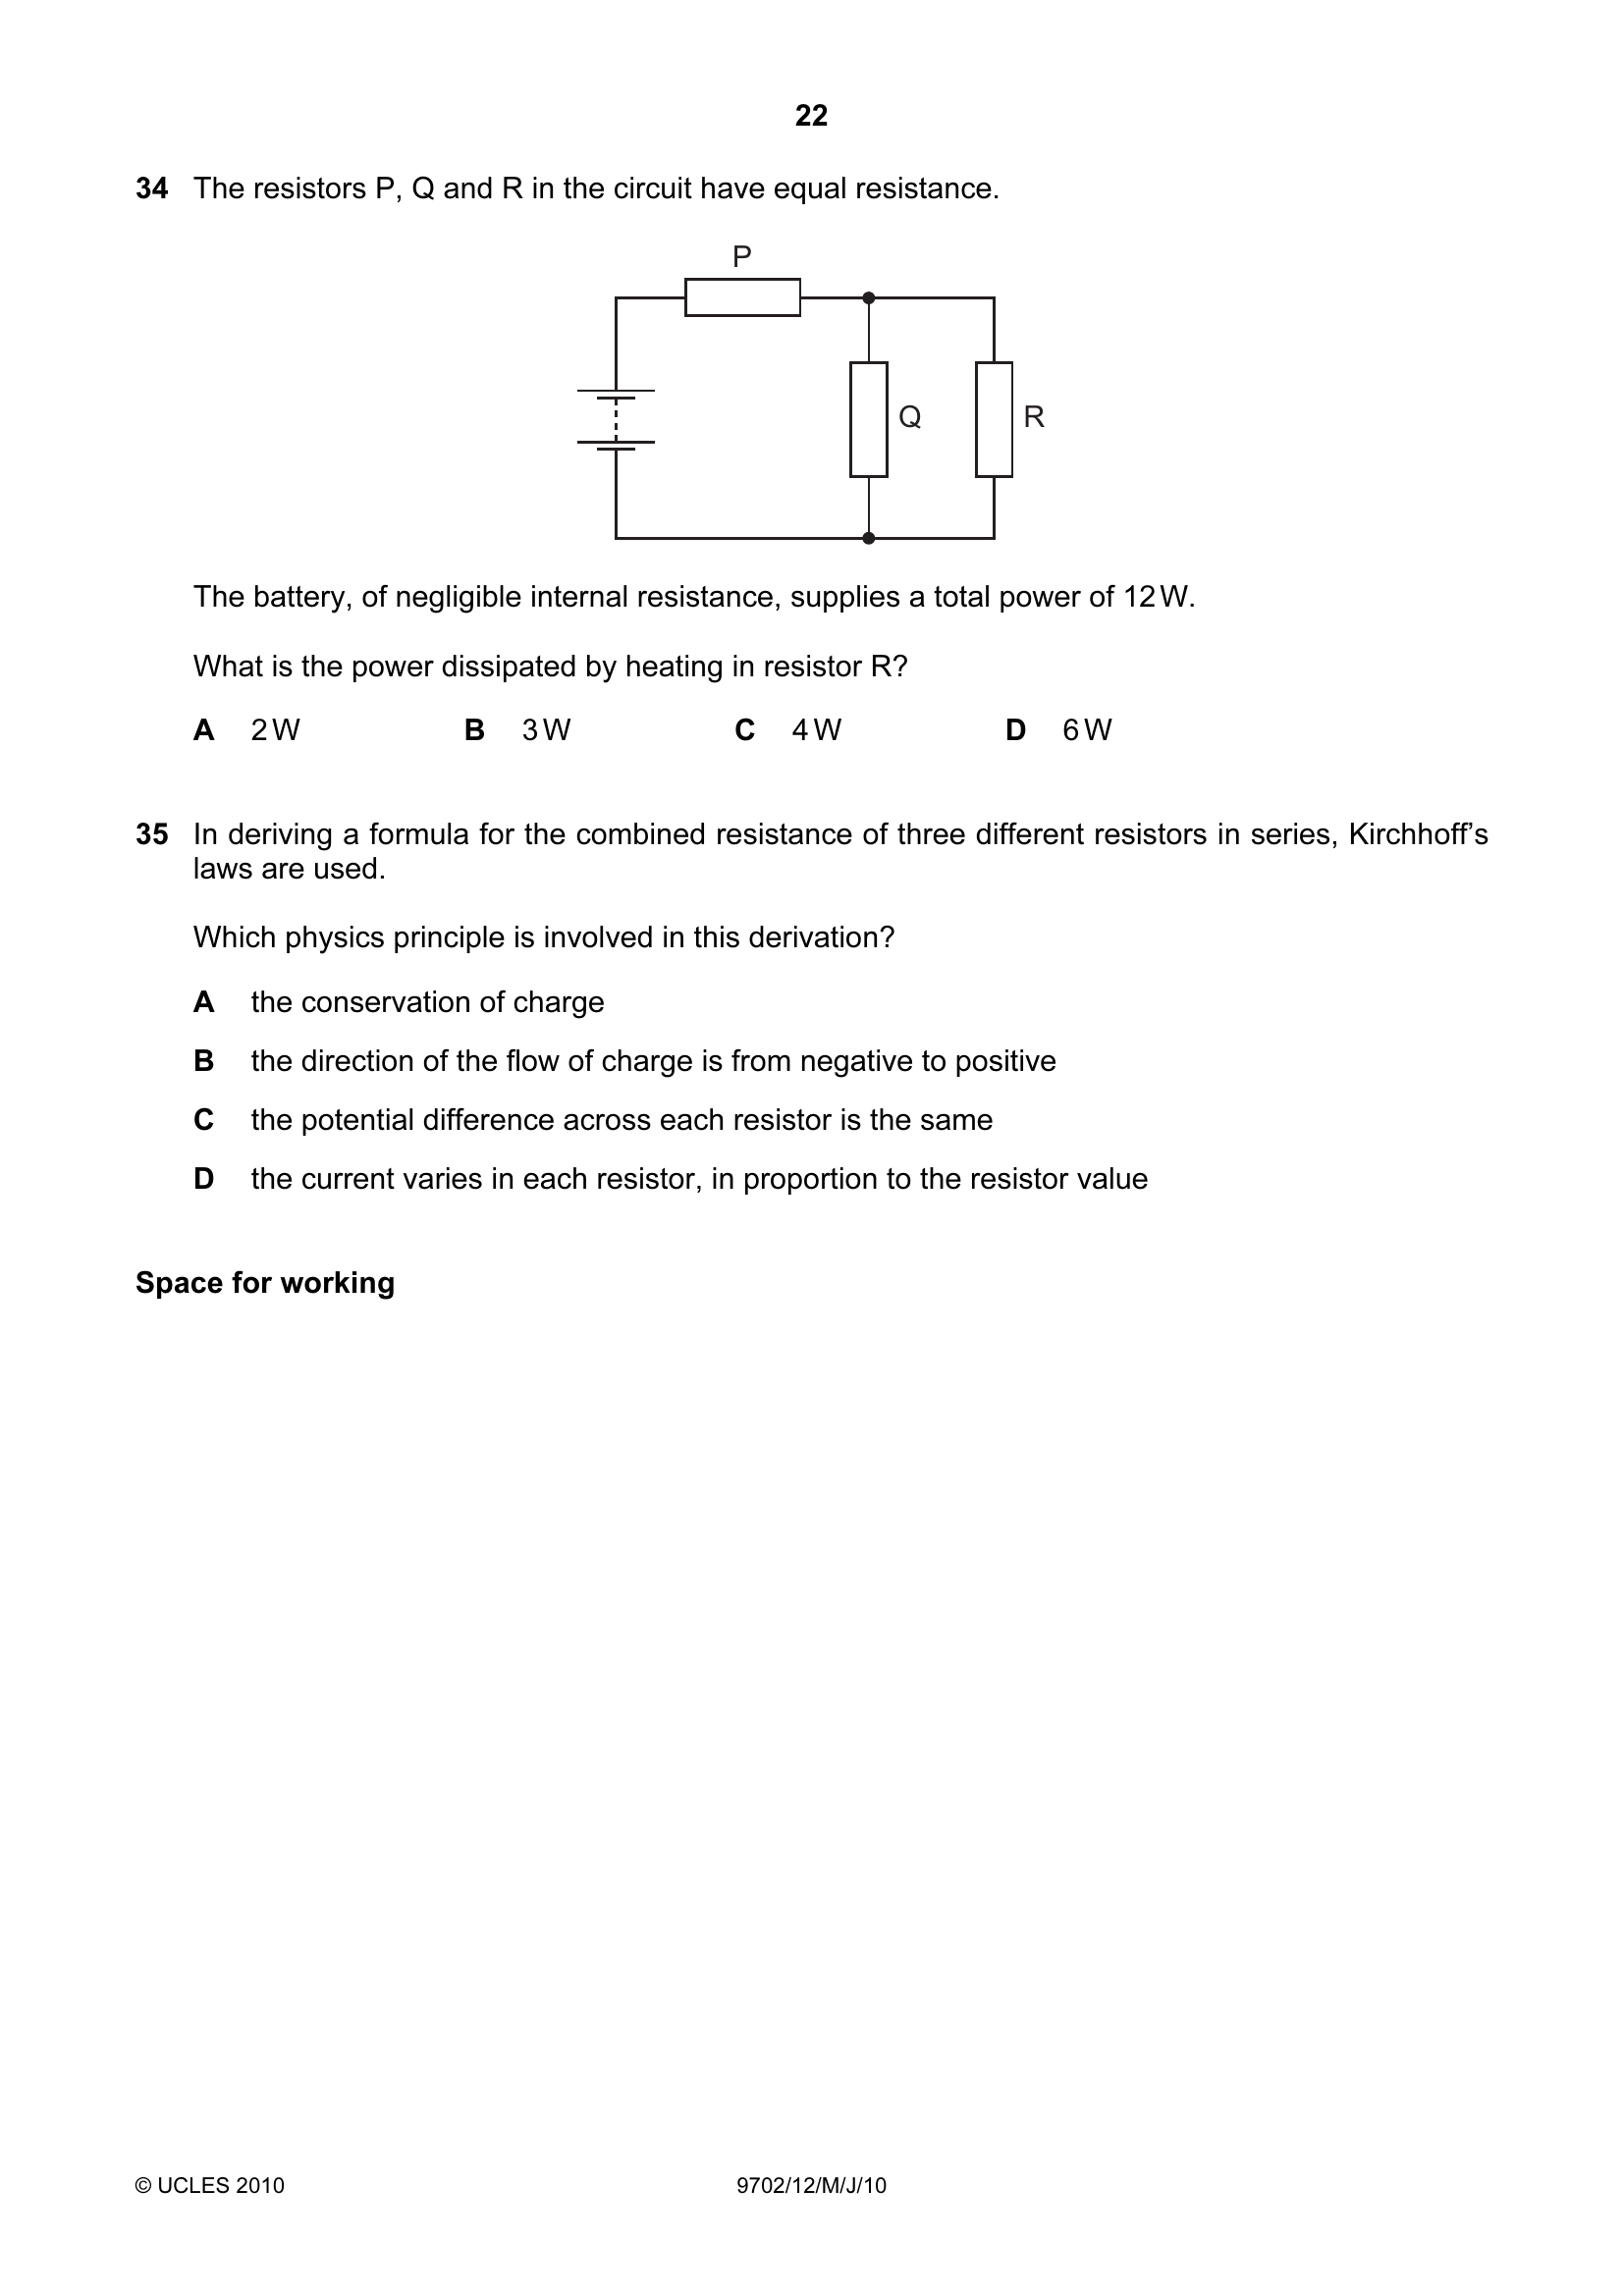 22
34 The resistors P, Q and R in the circuit have equal resistance.
P
Q
R
The battery, of negligible internal resistance, supplies a total power of 12 W.
What is the power dissipated by heating in resistor R?
A 2 W B 3 W C 4 W D 6 W
35 In deriving a formula for the combined resistance of three different resistors in series, Kirchhoff’s
laws are used.
Which physics principle is involved in this derivation?
A the conservation of charge
B the direction of the flow of charge is from negative to positive
C the potential difference across each resistor is the same
D the current varies in each resistor, in proportion to the resistor value
Space for working
© UCLES 2010 9702/12/M/J/10